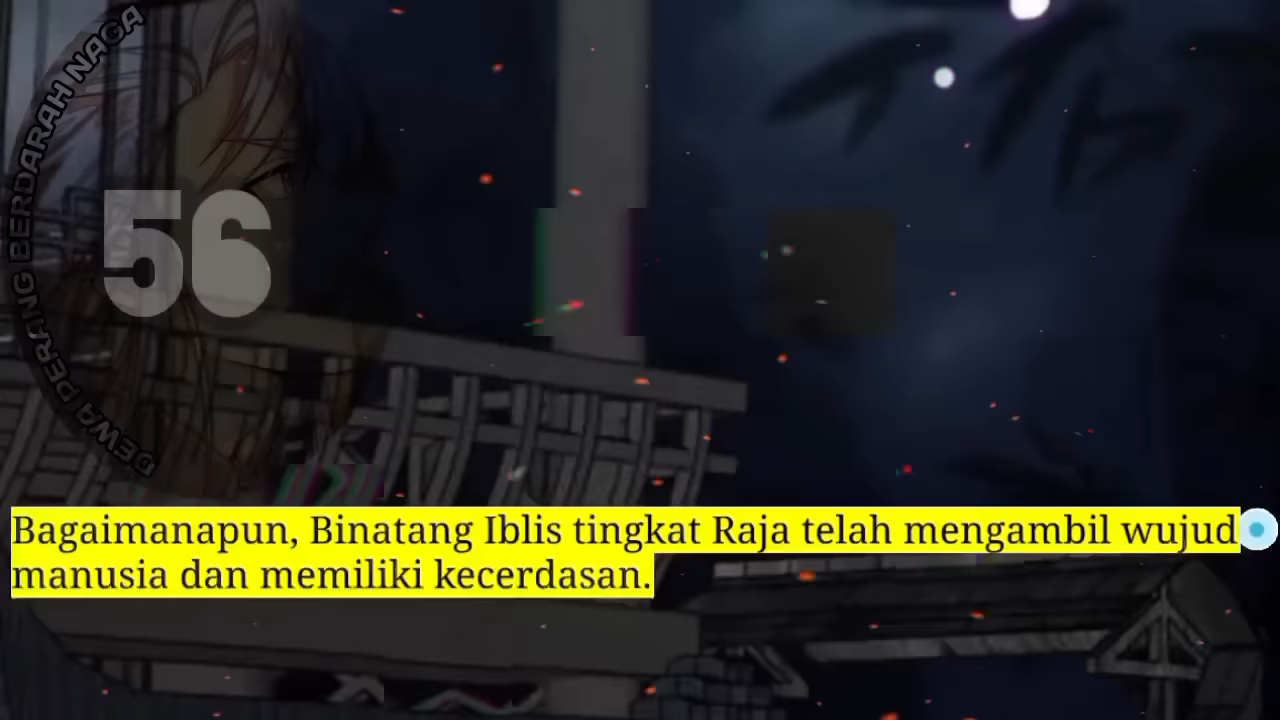 DEWA PERANG BERDARAH NAGA
56
Bagaimanapun, Binatang Iblis tingkat Raja telah mengambil wujud
manusia dan memiliki kecerdasan.